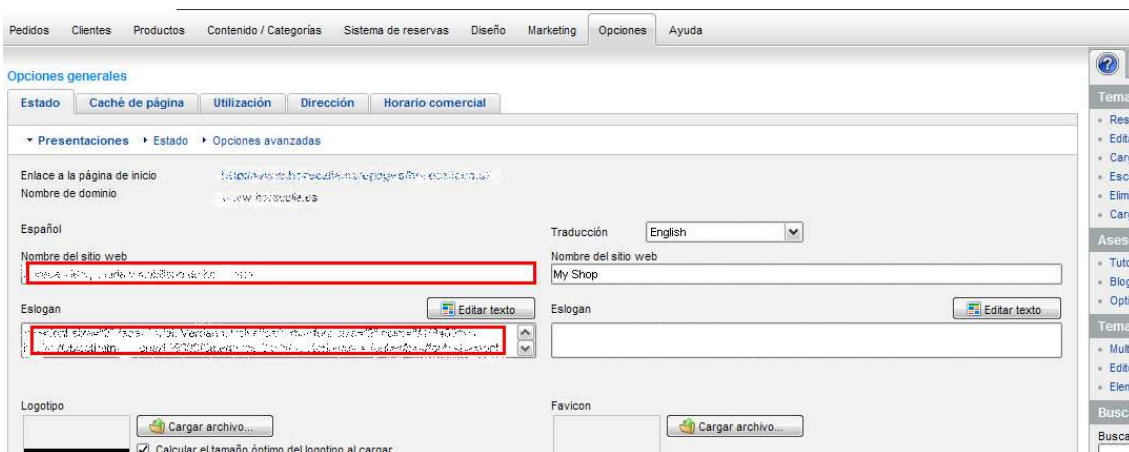 Pedidos Clientes Productos Contenido / Categorías Sistema de reservas Diseño Marketing Opciones Ayuda
Opciones generales
Estado Caché de página Utilización Dirección Horario comercial
Presentaciones Estado Opciones avanzadas
Enlace a la página de inicio
Nombre de dominio
Español
Traducción English
Nombre del sitio web Nombre del sitio web
My Shop
Eslogan Editar texto Eslogan Editar texto
Logotipo Favicon
Cargar archivo... Cargar archivo...
Calcular el tamaño óptimo del logotipo al cargar
?
Tema
Res
Edit
Car
Esc
Elim
Car
Ases
Tuto
Blog
Opti
Tema
Mult
Edit
Elem
Busc
Busca